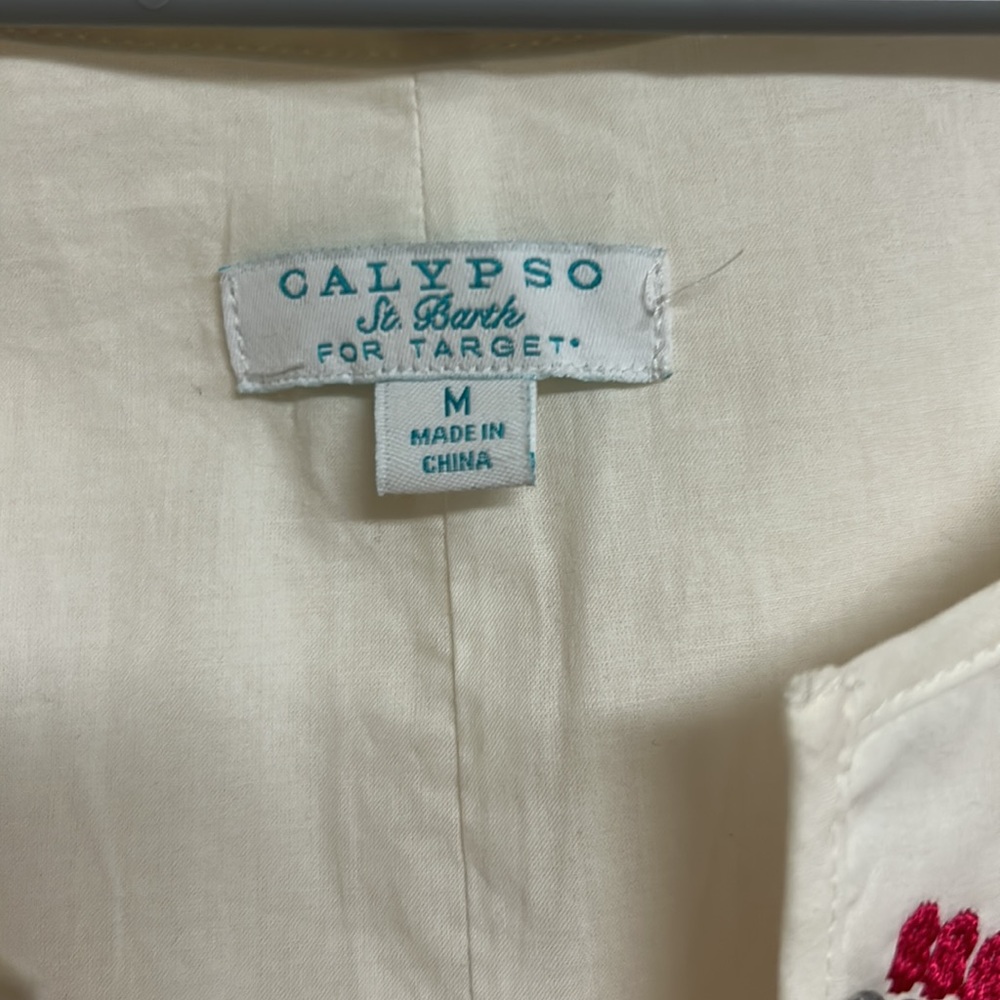 CALYPSO
St. Barth
FOR TARGET
M
MADE IN
CHINA